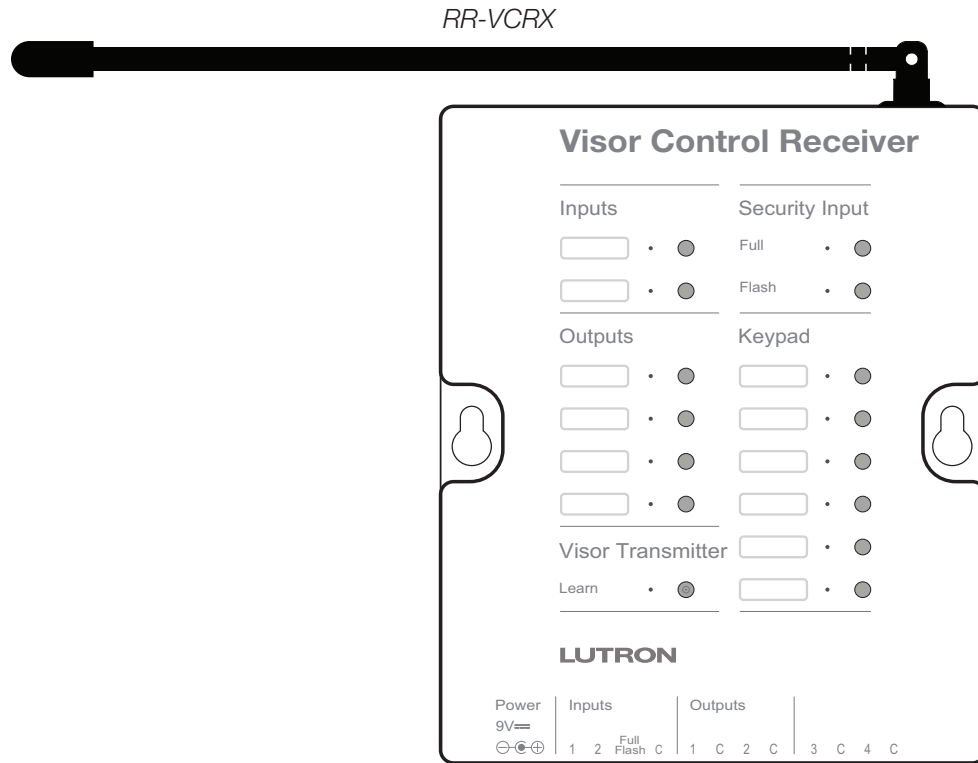 RR-VCRX
Visor Control Receiver
Inputs
Security Input
Full
Flash
Outputs
Keypad
Visor Transmitter
Learn
LUTRON
Power
9V
Inputs
1 2 Full Flash C
Outputs
1 C 2 C 3 C 4 C